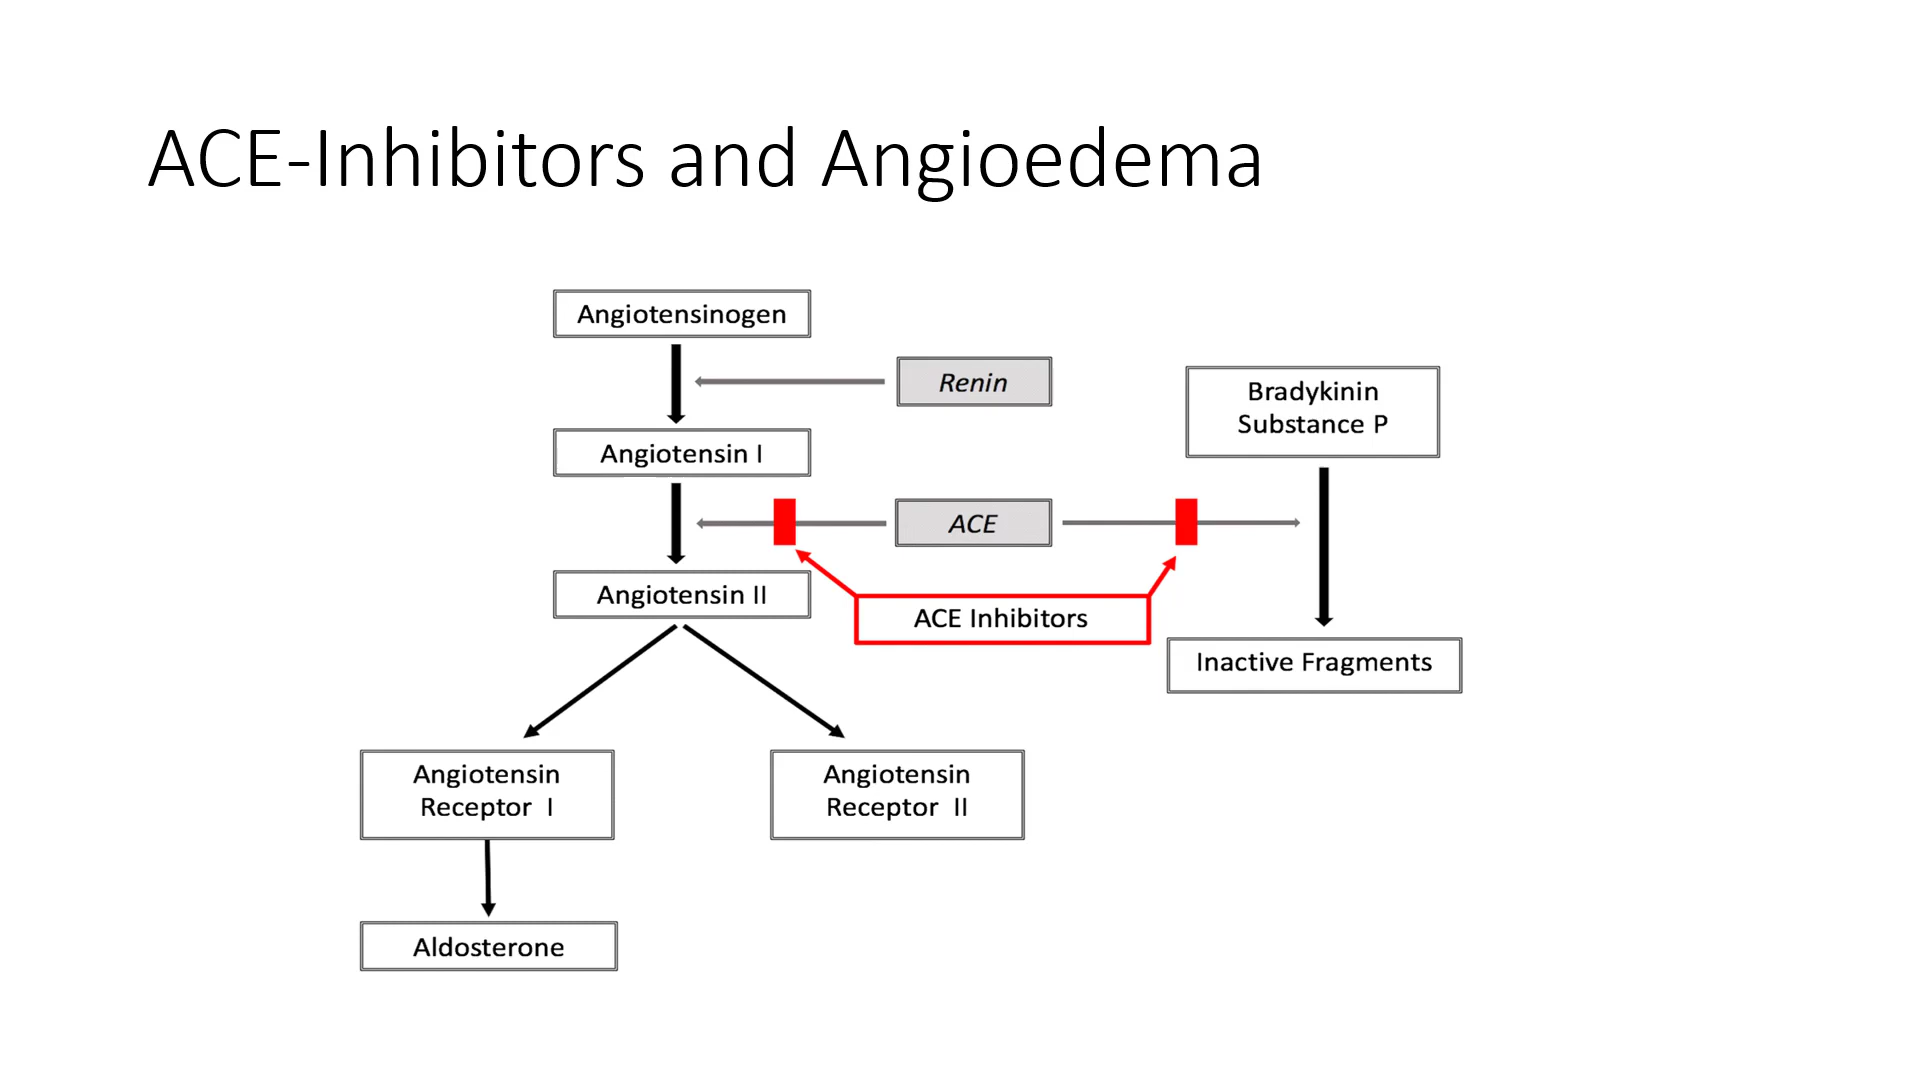 ACE-Inhibitors and Angioedema
Angiotensinogen
Renin
Bradykinin
Substance P
Angiotensin I
ACE
Angiotensin II
ACE Inhibitors
Inactive Fragments
Angiotensin
Receptor I
Angiotensin
Receptor II
Aldosterone